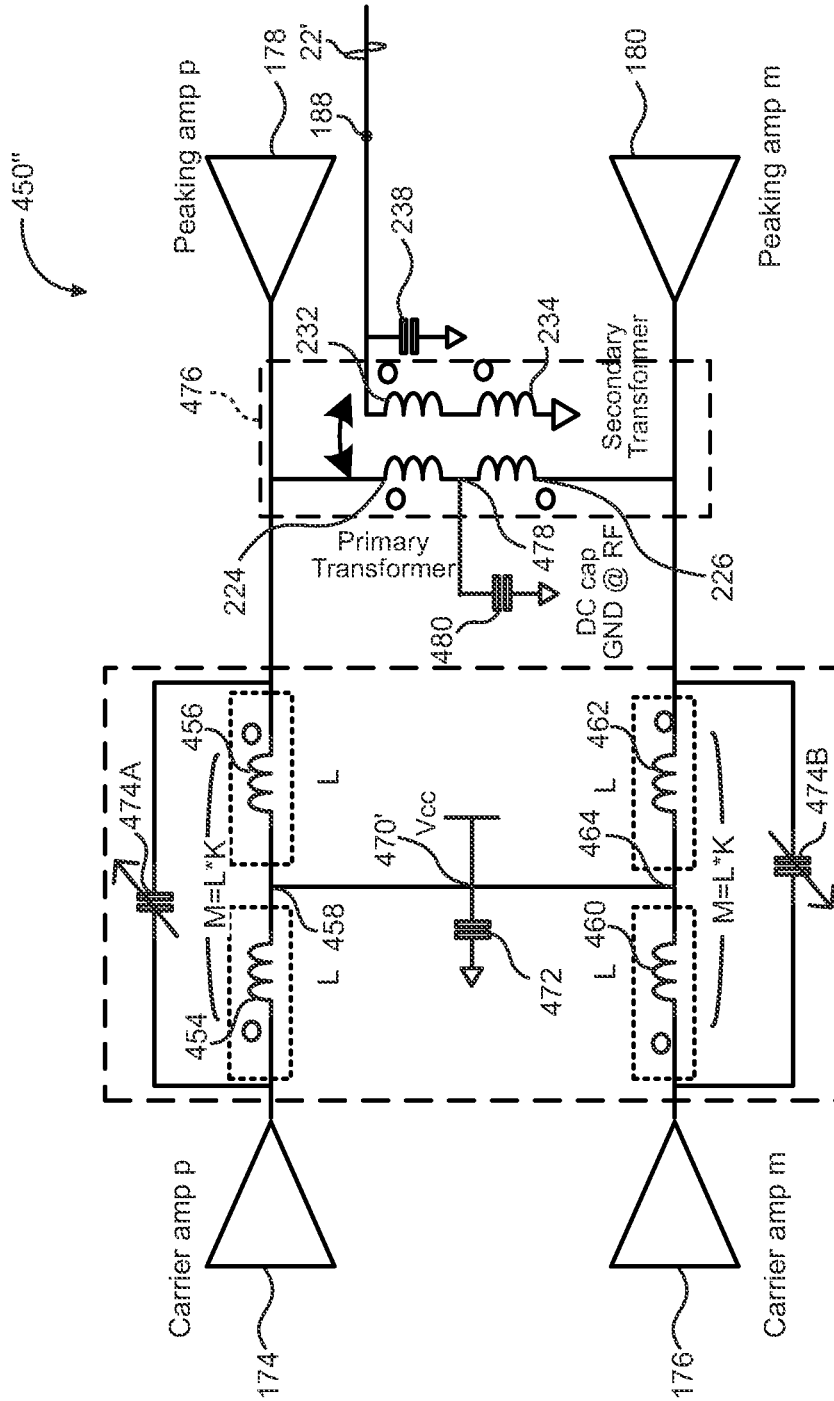 450"
Carrier amp p
174
Carrier amp m
176
474A
M=L*K
454
456
L
L
458
470'
Vcc
472
464
460
462
L
L
M=L*K
474B
476
224
Primary
Transformer
478
480
DC cap
GND @ RF
226
232
238
234
Secondary
Transformer
188
22'
Peaking amp p
178
Peaking amp m
180